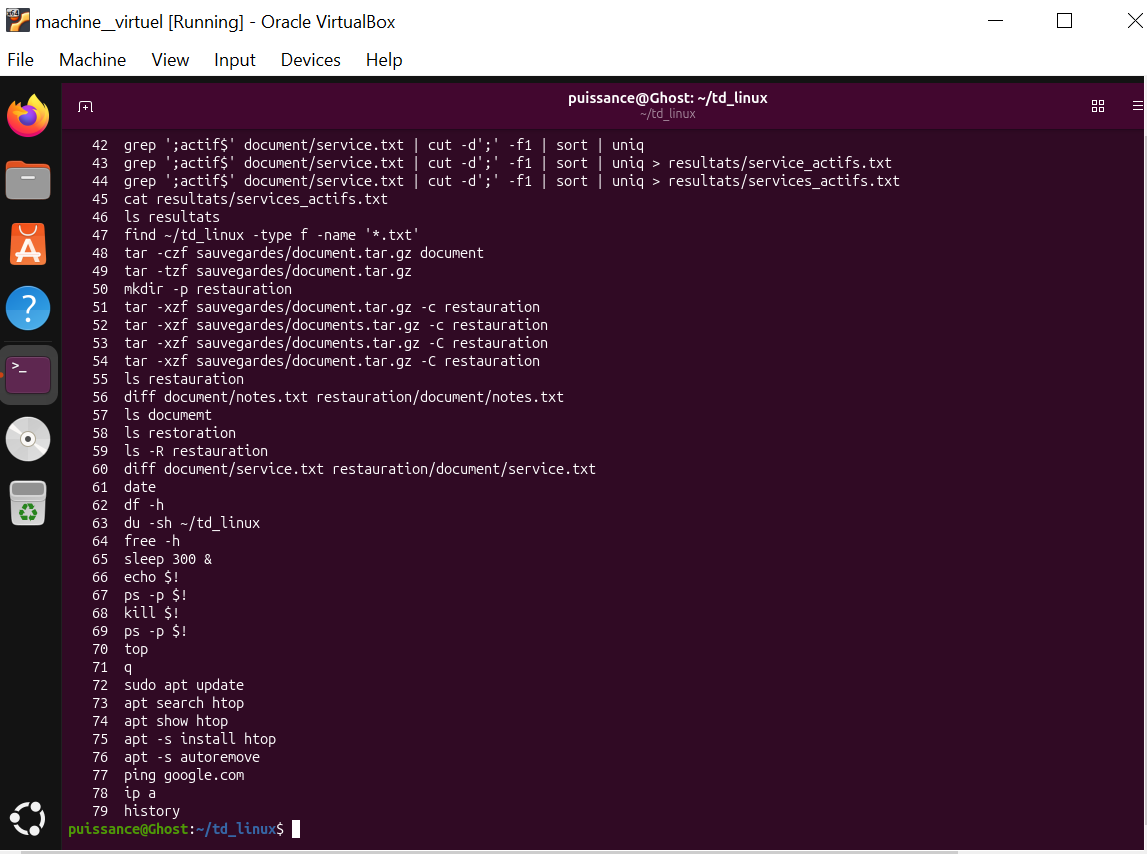 machine__virtuel [Running] - Oracle VirtualBox
File Machine View Input Devices Help
puissance@Ghost: ~/td_linux
~/td_linux
42 grep ';actif$' document/service.txt | cut -d';' -f1 | sort | uniq
43 grep ';actif$' document/service.txt | cut -d';' -f1 | sort | uniq > resultats/service_actifs.txt
44 grep ';actif$' document/service.txt | cut -d';' -f1 | sort | uniq > resultats/services_actifs.txt
45 cat resultats/services_actifs.txt
46 ls resultats
47 find ~/td_linux -type f -name '*.txt'
48 tar -czf sauvegardes/document.tar.gz document
49 tar -tzf sauvegardes/document.tar.gz
50 mkdir -p restauration
51 tar -xzf sauvegardes/document.tar.gz -c restauration
52 tar -xzf sauvegardes/documents.tar.gz -c restauration
53 tar -xzf sauvegardes/documents.tar.gz -C restauration
54 tar -xzf sauvegardes/document.tar.gz -C restauration
55 ls restauration
56 diff document/notes.txt restauration/document/notes.txt
57 ls documemt
58 ls restoration
59 ls -R restauration
60 diff document/service.txt restauration/document/service.txt
61 date
62 df -h
63 du -sh ~/td_linux
64 free -h
65 sleep 300 &
66 echo $!
67 ps -p $!
68 kill $!
69 ps -p $!
70 top
71 q
72 sudo apt update
73 apt search htop
74 apt show htop
75 apt -s install htop
76 apt -s autoremove
77 ping google.com
78 ip a
79 history
puissance@Ghost:~/td_linux$